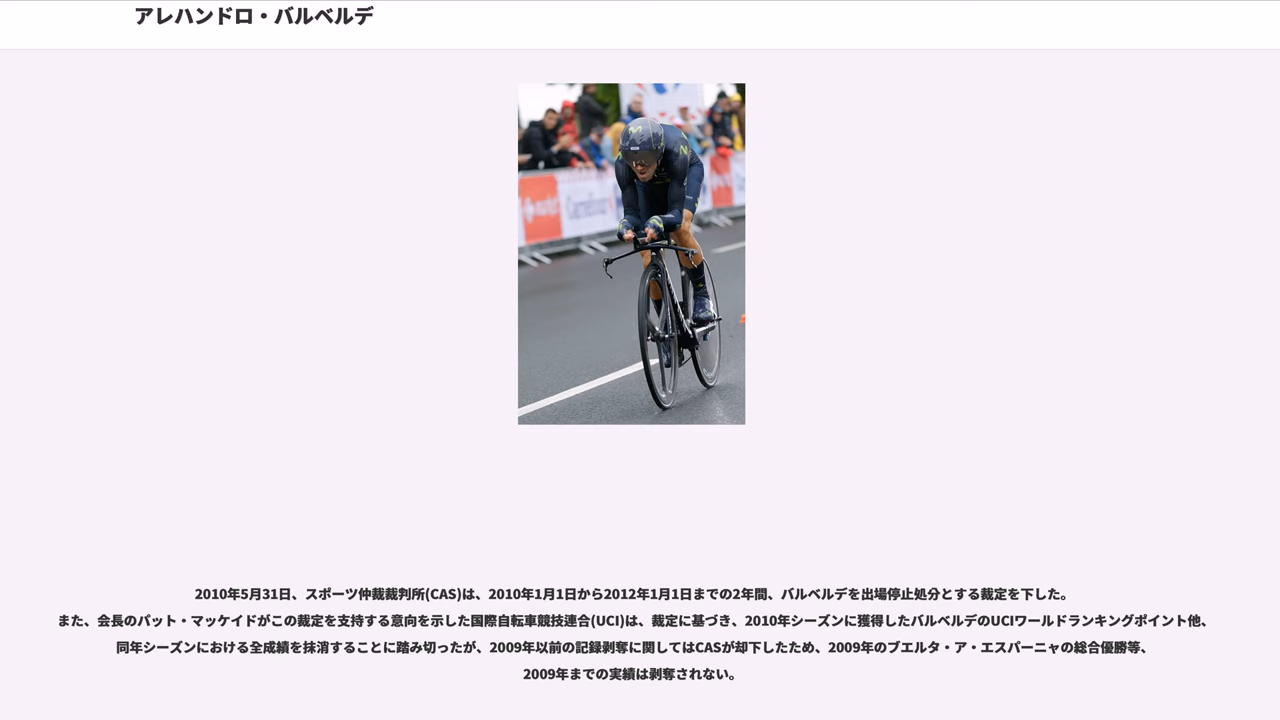 アレハンドロ・バルベルデ
2010年5月31日、スポーツ仲裁裁判所(CAS)は、2010年1月1日から2012年1月1日までの2年間、バルベルデを出場停止処分とする裁定を下した。
また、会長のパット・マッケイドがこの裁定を支持する意向を示した国際自転車競技連合(UCI)は、裁定に基づき、2010年シーズンに獲得したバルベルデのUCIワールドランキングポイント他、
同年シーズンにおける全成績を抹消することに踏み切ったが、2009年以前の記録剥奪に関してはCASが却下したため、2009年のブエルタ・ア・エスパーニャの総合優勝等、
2009年までの実績は剥奪されない。